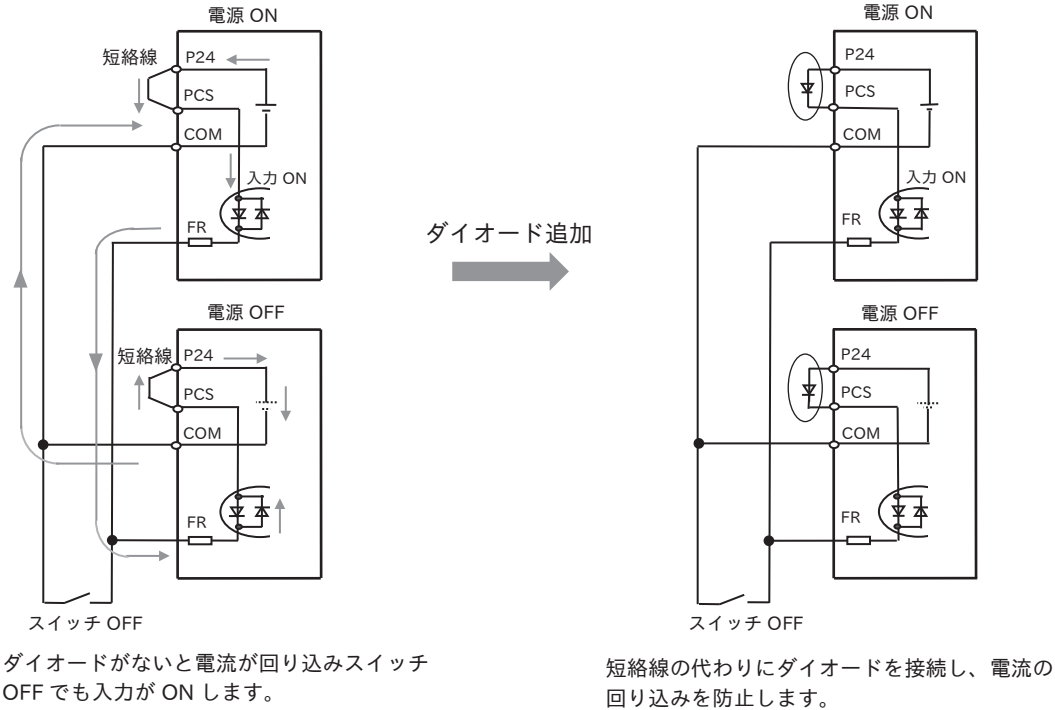 電源 ON
短絡線
P24
PCS
COM
入力 ON
FR
電源 OFF
短絡線
P24
PCS
COM
FR
スイッチ OFF
ダイオードがないと電流が回り込みスイッチ
OFF でも入力が ON します。
ダイオード追加
電源 ON
P24
PCS
COM
入力 ON
FR
電源 OFF
P24
PCS
COM
FR
スイッチ OFF
短絡線の代わりにダイオードを接続し、電流の
回り込みを防止します。